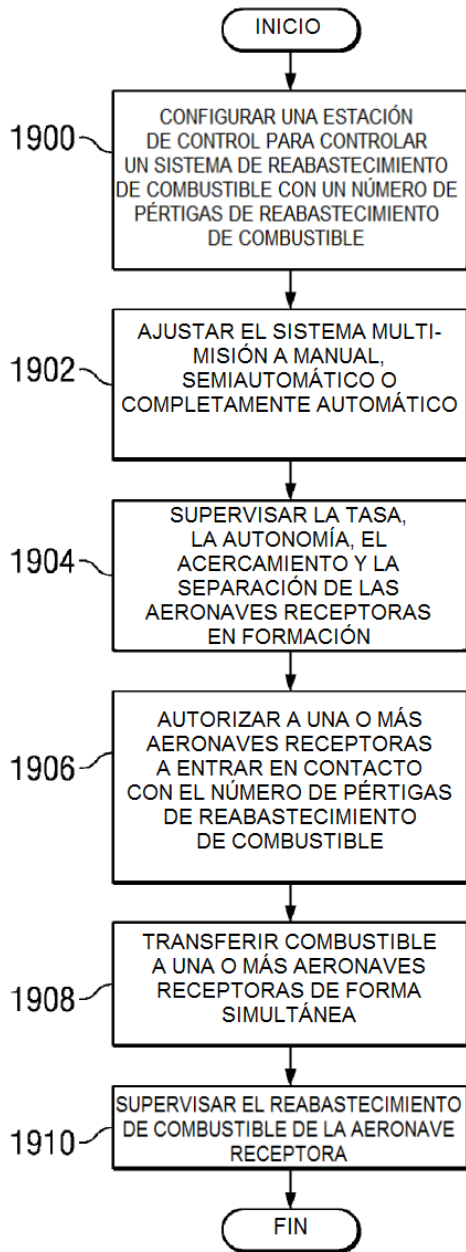 INICIO
1900
CONFIGURAR UNA ESTACIÓN
DE CONTROL PARA CONTROLAR
UN SISTEMA DE REABASTECIMIENTO
DE COMBUSTIBLE CON UN NÚMERO DE
PÉRTIGAS DE REABASTECIMIENTO
DE COMBUSTIBLE
1902
AJUSTAR EL SISTEMA MULTI-
MISIÓN A MANUAL,
SEMIAUTOMÁTICO O
COMPLETAMENTE AUTOMÁTICO
1904
SUPERVISAR LA TASA,
LA AUTONOMÍA, EL
ACERCAMIENTO Y LA
SEPARACIÓN DE LAS
AERONAVES RECEPTORAS
EN FORMACIÓN
1906
AUTORIZAR A UNA O MÁS
AERONAVES RECEPTORAS
A ENTRAR EN CONTACTO
CON EL NÚMERO DE PÉRTIGAS
DE REABASTECIMIENTO
DE COMBUSTIBLE
1908
TRANSFERIR COMBUSTIBLE
A UNA O MÁS AERONAVES
RECEPTORAS DE FORMA
SIMULTÁNEA
1910
SUPERVISAR EL REABASTECIMIENTO
DE COMBUSTIBLE DE LA AERONAVE
RECEPTORA
FIN